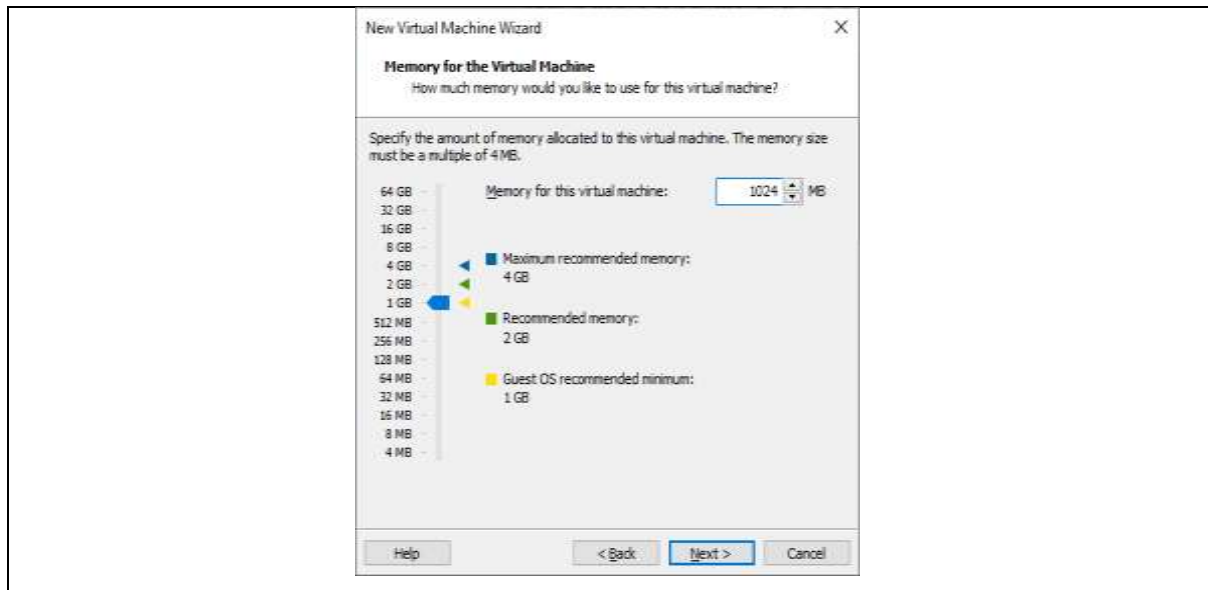 New Virtual Machine Wizard
Memory for the Virtual Machine
How much memory would you like to use for this virtual machine?
Specify the amount of memory allocated to this virtual machine. The memory size
must be a multiple of 4 MB.
64 GB
32 GB
16 GB
8 GB
4 GB
2 GB
1 GB
512 MB
256 MB
128 MB
64 MB
32 MB
16 MB
8 MB
4 MB
Memory for this virtual machine: 1024 MB
Maximum recommended memory:
4 GB
Recommended memory:
2 GB
Guest OS recommended minimum:
1 GB
Help < Back Next > Cancel